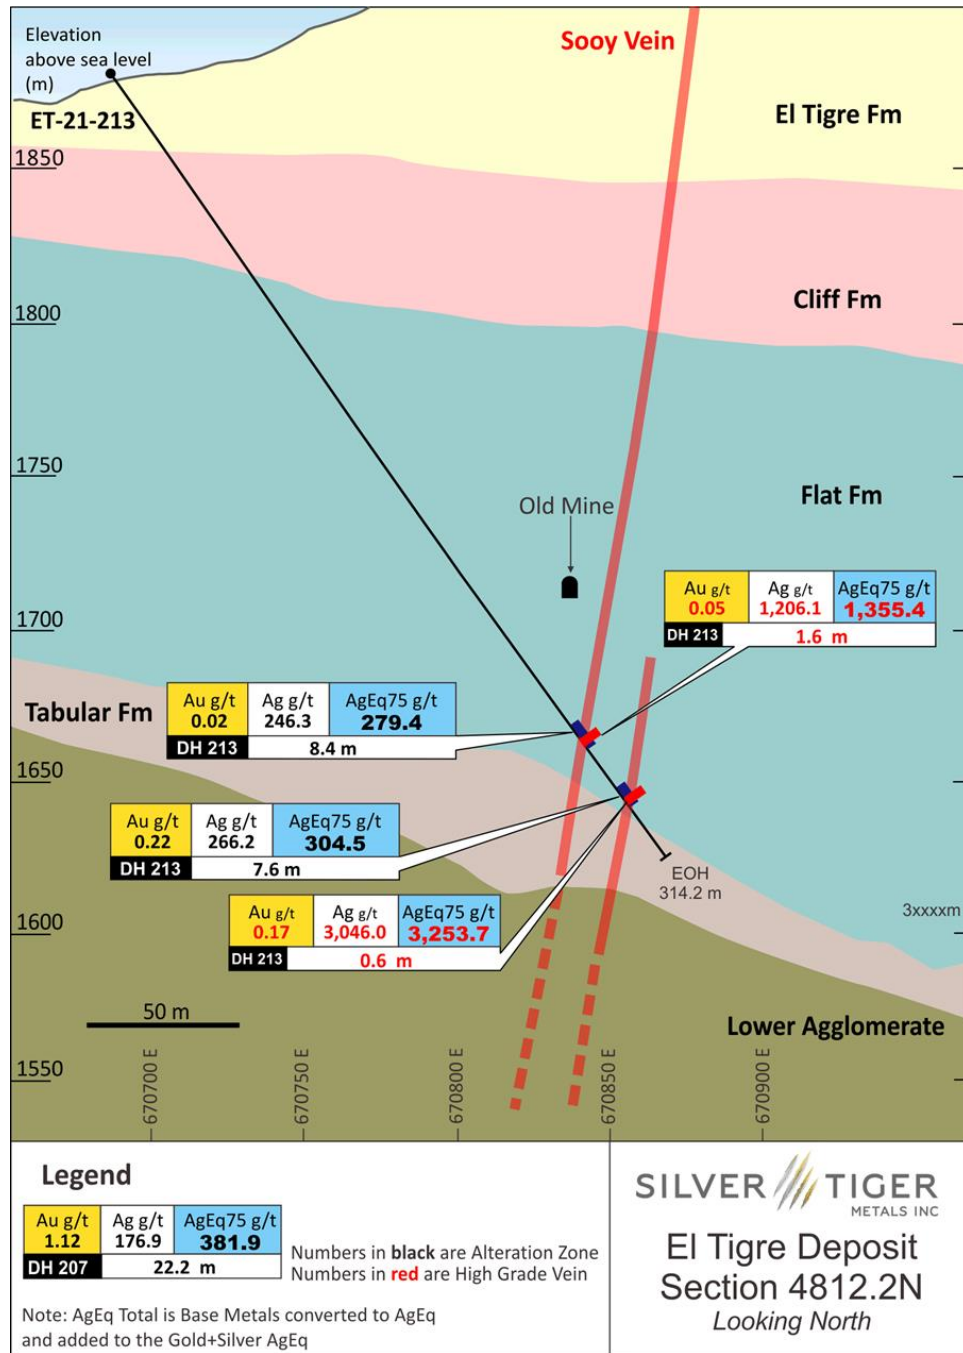 Elevation
above sea level
(m)
ET-21-213
Sooy Vein
El Tigre Fm
1850
Cliff Fm
1800
1750
Flat Fm
Old Mine
Au g/t Ag g/t AgEq75 g/t
0.05 1,206.1 1,355.4
DH 213 1.6 m
1700
Tabular Fm
Au g/t Ag g/t AgEq75 g/t
0.02 246.3 279.4
DH 213 8.4 m
1650
Au g/t Ag g/t AgEq75 g/t
0.22 266.2 304.5
DH 213 7.6 m
EOH
314.2 m
Au g/t Ag g/t AgEq75 g/t
0.17 3,046.0 3,253.7
DH 213 0.6 m
3xxxxm
1600
50 m
Lower Agglomerate
1550
670700 E
670750 E
670800 E
670850 E
670900 E
Legend
Au g/t Ag g/t AgEq75 g/t
1.12 176.9 381.9
DH 207 22.2 m
Numbers in black are Alteration Zone
Numbers in red are High Grade Vein
Note: AgEq Total is Base Metals converted to AgEq
and added to the Gold+Silver AgEq
SILVER TIGER
METALS INC
El Tigre Deposit
Section 4812.2N
Looking North